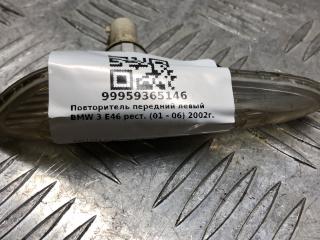 99959365146
Повторитель передний левый
BMW 3 E46 рест. (01 - 06) 2002г.